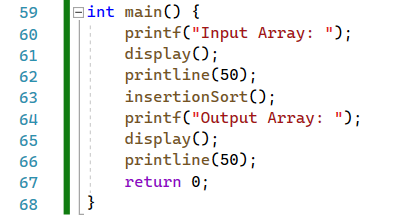 59 int main() {
60     printf("Input Array: ");
61     display();
62     printline(50);
63     insertionSort();
64     printf("Output Array: ");
65     display();
66     printline(50);
67     return 0;
68 }